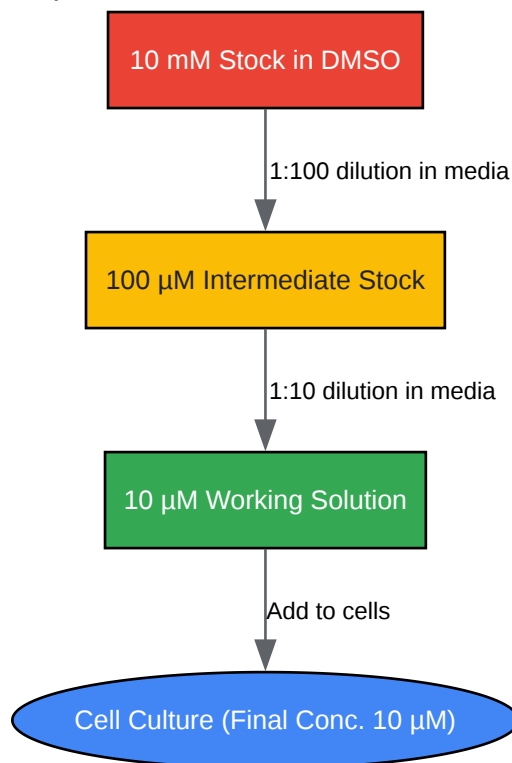 10 mM Stock in DMSO
1:100 dilution in media
100 µM Intermediate Stock
1:10 dilution in media
10 µM Working Solution
Add to cells
Cell Culture (Final Conc. 10 µM)